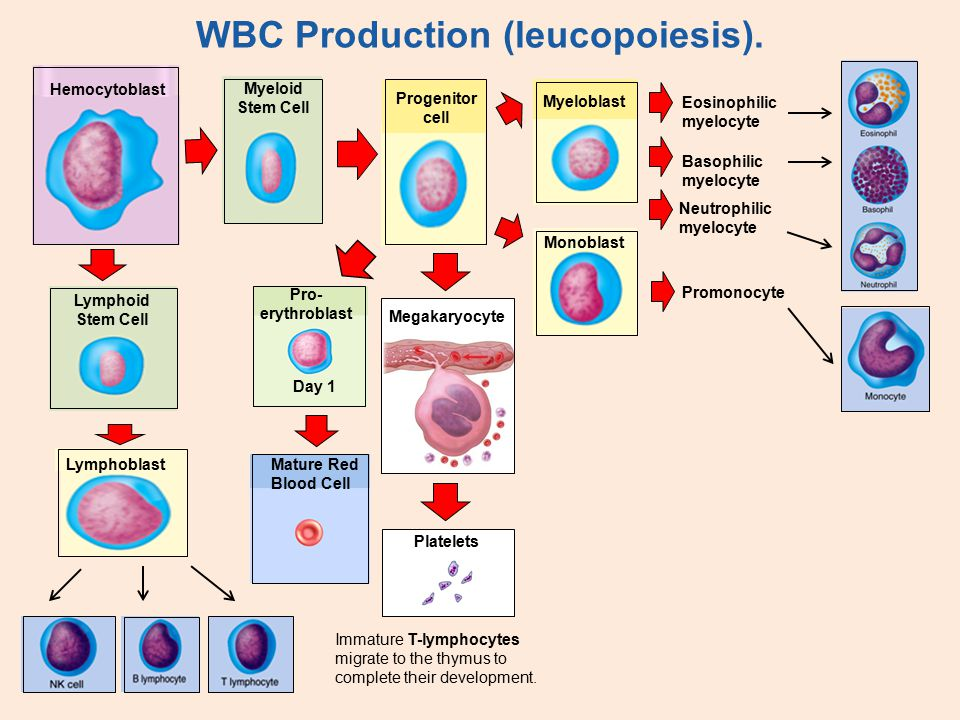 WBC Production (leucopoiesis).
Hemocytoblast
Myeloid
Stem Cell
Progenitor
cell
Myeloblast
Eosinophilic
myelocyte
Eosinophil
Basophilic
myelocyte
Basophil
Neutrophilic
myelocyte
Neutrophil
Monoblast
Promonocyte
Monocyte
Lymphoid
Stem Cell
Pro-
erythroblast
Day 1
Megakaryocyte
Lymphoblast
Mature Red
Blood Cell
Platelets
NK cell
B lymphocyte
T lymphocyte
Immature T-lymphocytes
migrate to the thymus to
complete their development.